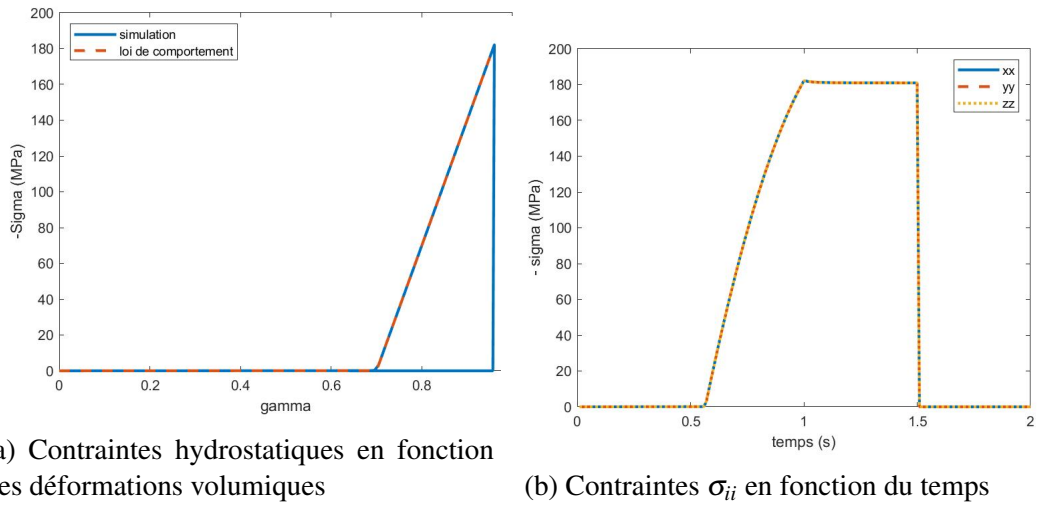 200
180
160
140
120
100
80
60
40
20
0
-Sigma (MPa)
simulation
loi de comportement
0
0.2
0.4
0.6
0.8
gamma
a) Contraintes hydrostatiques en fonction
es déformations volumiques
200
180
160
140
120
100
80
60
40
20
0
- sigma (MPa)
xx
yy
zz
0
0.5
1
1.5
2
temps (s)
(b) Contraintes σii en fonction du temps